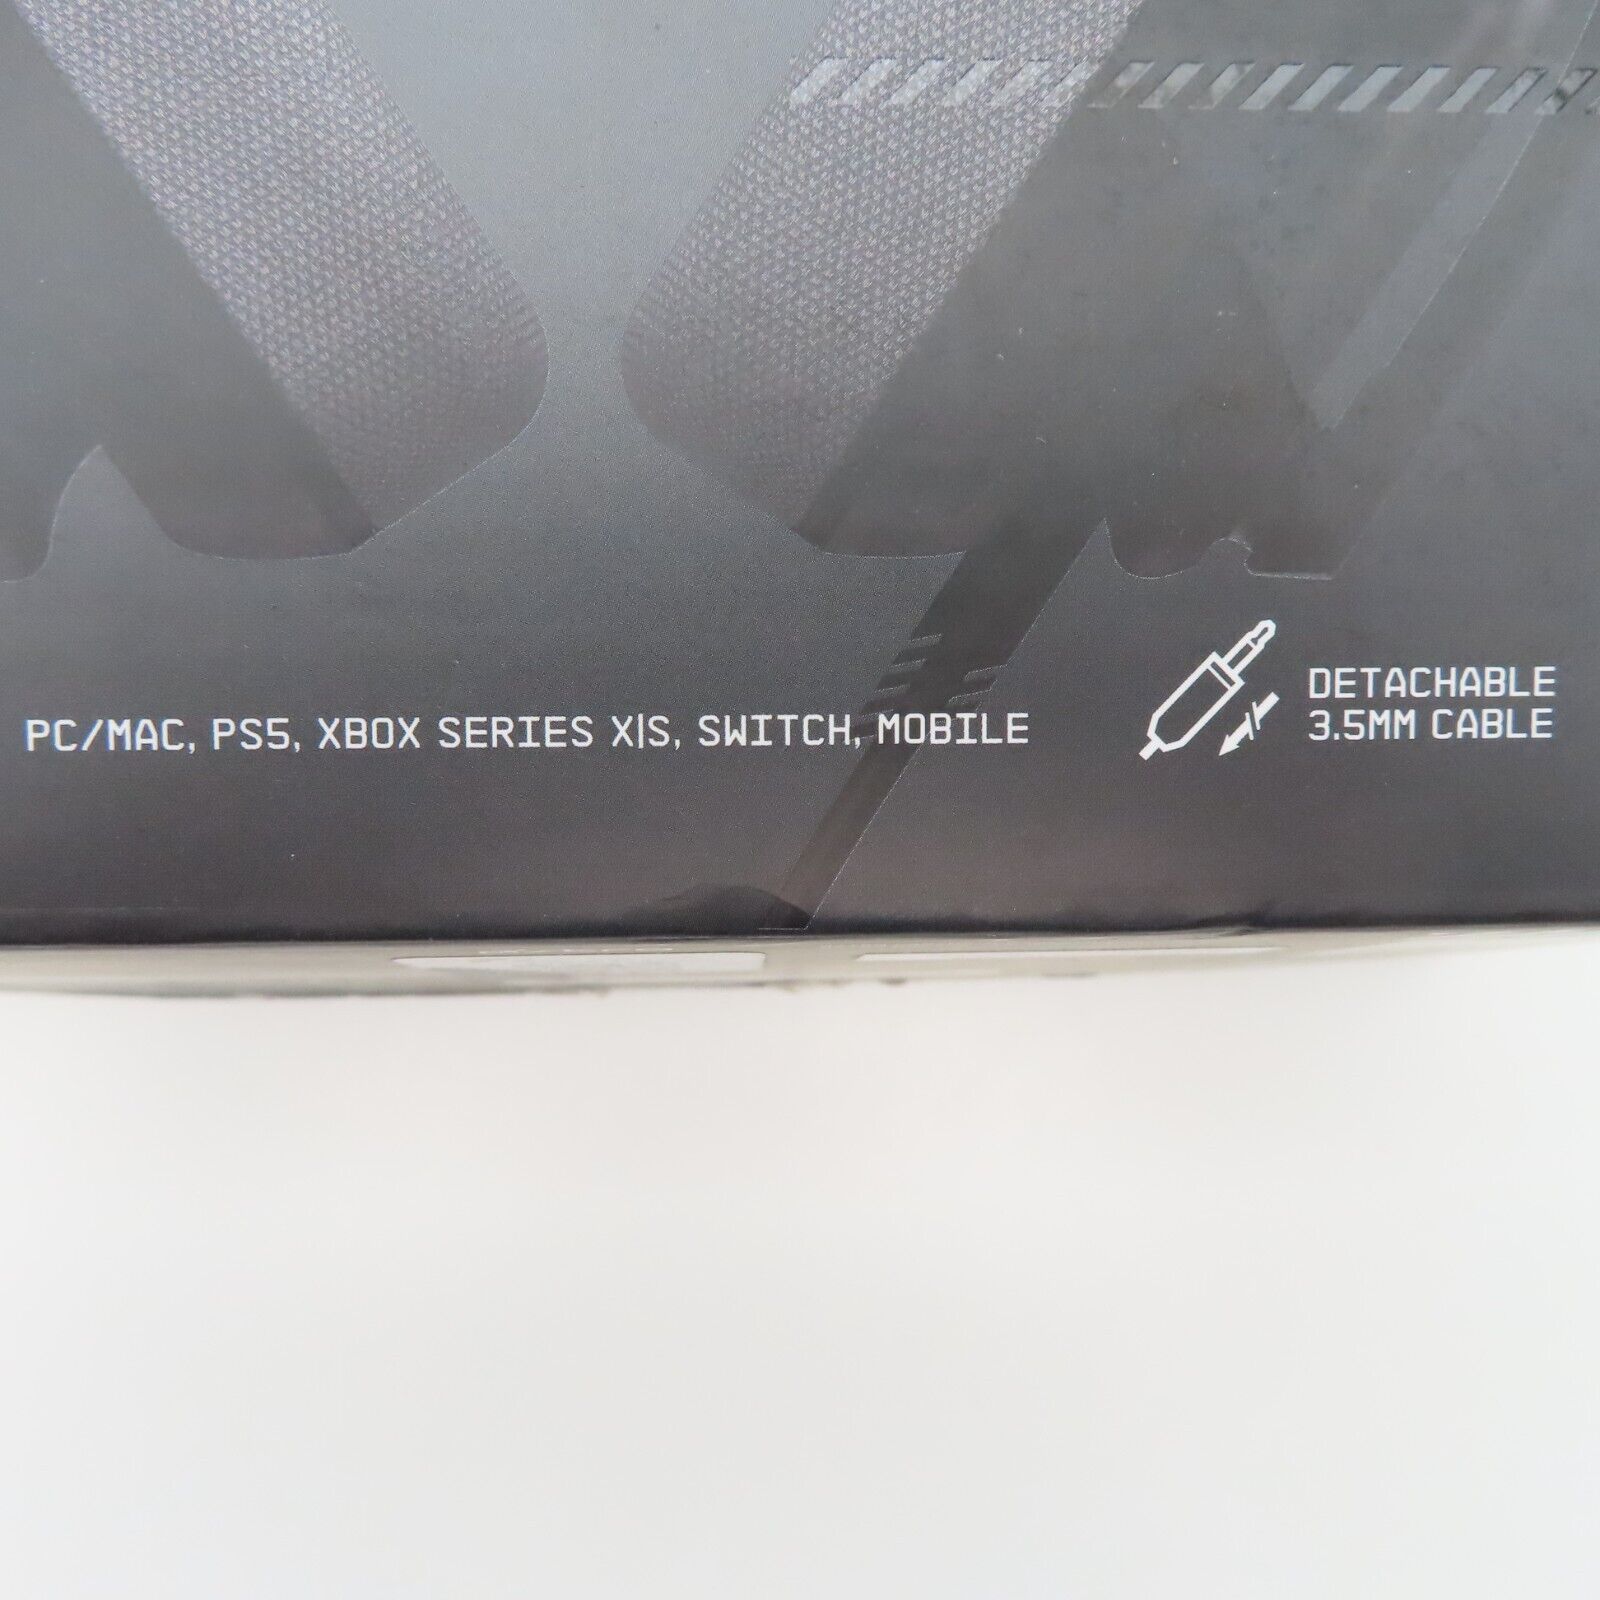 PC/MAC, PS5, XBOX SERIES X|S, SWITCH, MOBILE
DETACHABLE
3.5MM CABLE